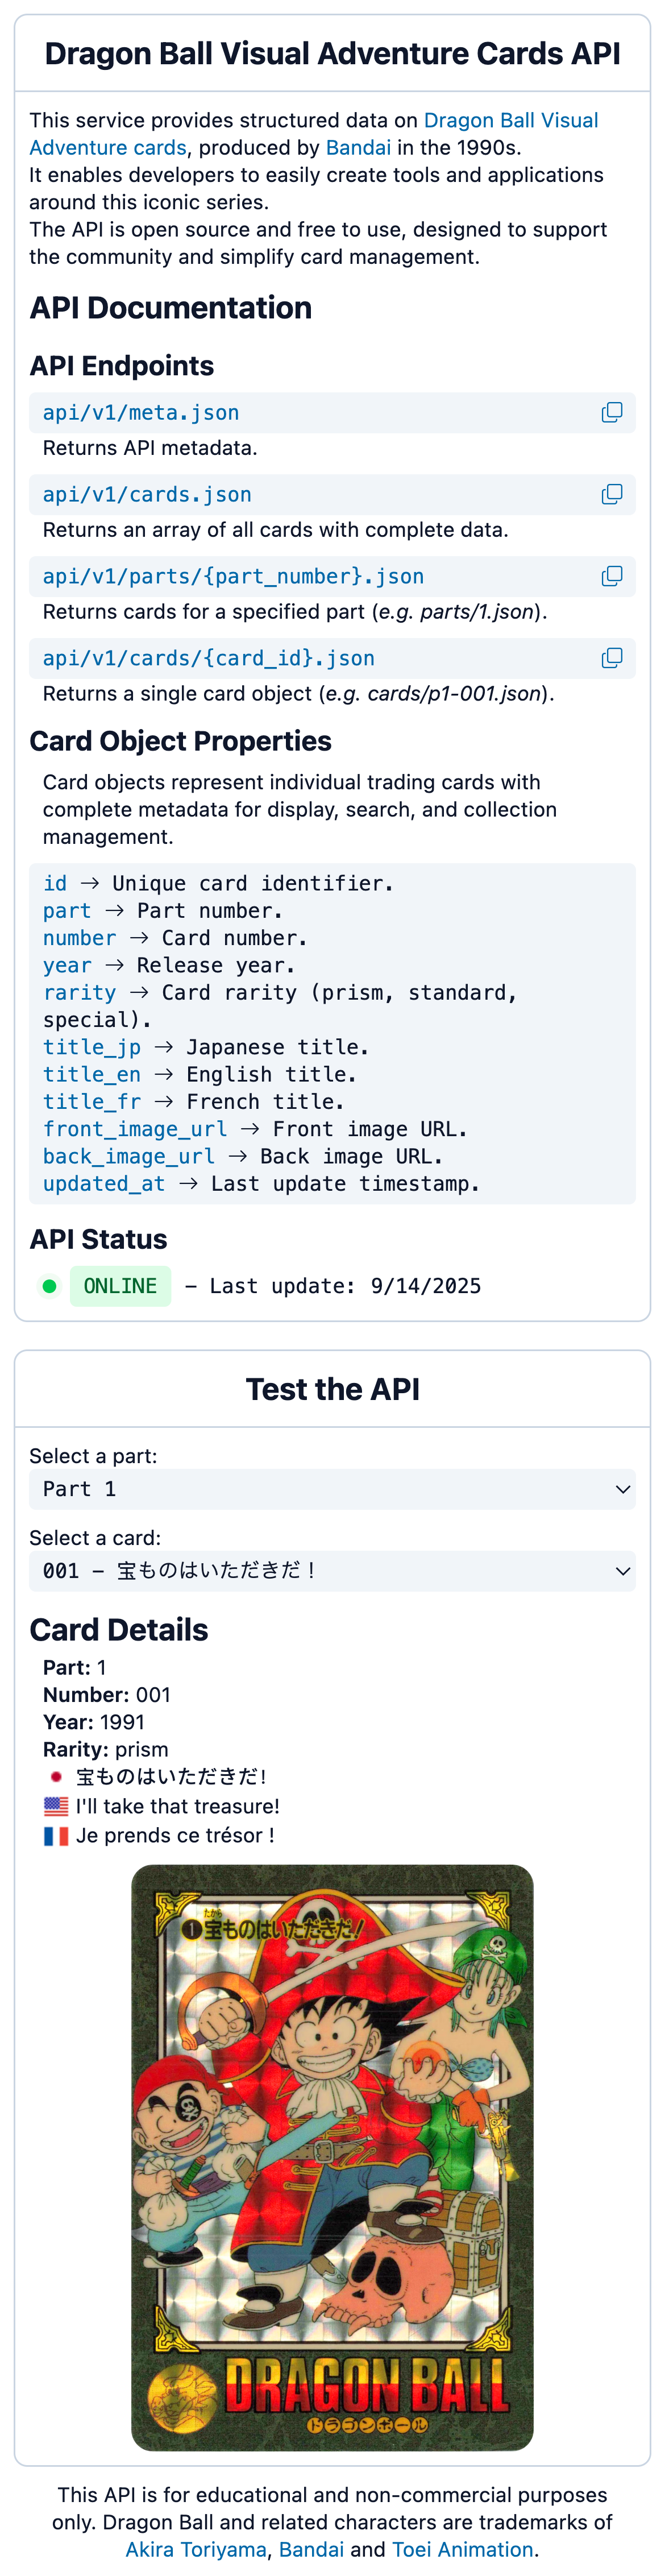 Dragon Ball Visual Adventure Cards API
This service provides structured data on Dragon Ball Visual
Adventure cards, produced by Bandai in the 1990s.
It enables developers to easily create tools and applications
around this iconic series.
The API is open source and free to use, designed to support
the community and simplify card management.
API Documentation
API Endpoints
api/v1/meta.json
Returns API metadata.
api/v1/cards.json
Returns an array of all cards with complete data.
api/v1/parts/{part_number}.json
Returns cards for a specified part (e.g. parts/1.json).
api/v1/cards/{card_id}.json
Returns a single card object (e.g. cards/p1-001.json).
Card Object Properties
Card objects represent individual trading cards with
complete metadata for display, search, and collection
management.
id → Unique card identifier.
part → Part number.
number → Card number.
year → Release year.
rarity → Card rarity (prism, standard,
special).
title_jp → Japanese title.
title_en → English title.
title_fr → French title.
front_image_url → Front image URL.
back_image_url → Back image URL.
updated_at → Last update timestamp.
API Status
ONLINE – Last update: 9/14/2025
Test the API
Select a part:
Part 1
Select a card:
001 – 宝ものはいただきだ！
Card Details
Part: 1
Number: 001
Year: 1991
Rarity: prism
宝ものはいただきだ!
I'll take that treasure!
Je prends ce trésor !
たから
1 宝ものはいただきだ!
DRAGON BALL
ドラゴンボール
This API is for educational and non-commercial purposes
only. Dragon Ball and related characters are trademarks of
Akira Toriyama, Bandai and Toei Animation.